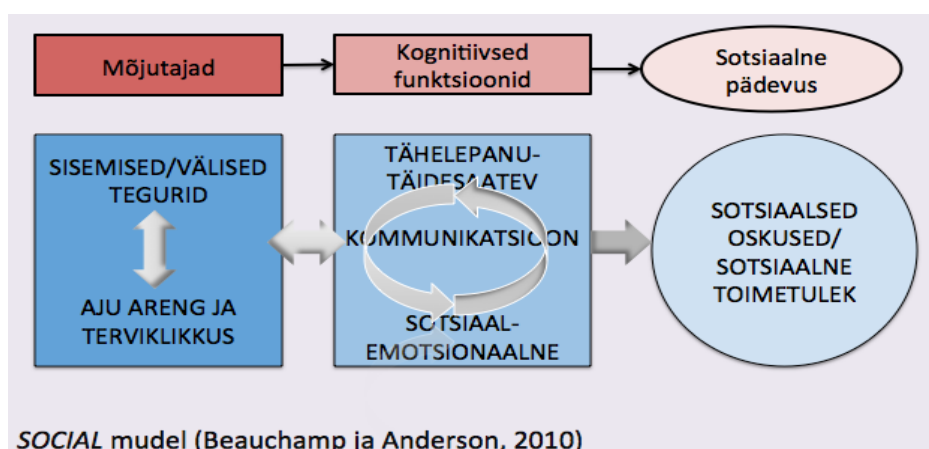 Mõjutajad
Kognitiivsed
funktsioonid
Sotsiaalne
pädevus
SISEMISED/VÄLISED
TEGURID
AJU ARENG JA
TERVIKLIKKUS
TÄHELEPANU-
TÄIDESAATEV
KOMMUNIKATSIOON
SOTSIAAL-
EMOTSIONAALNE
SOTSIAALSED
OSKUSED/
SOTSIAALNE
TOIMETULEK
SOCIAL mudel (Beauchamp ja Anderson, 2010)